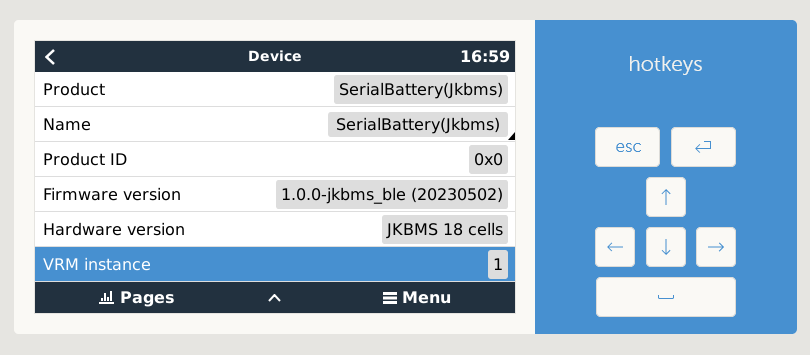 Device 16:59
Product SerialBattery(Jkbms)
Name SerialBattery(Jkbms)
Product ID 0x0
Firmware version 1.0.0-jkbms_ble (20230502)
Hardware version JKBMS 18 cells
VRM instance 1
Pages Menu
hotkeys
esc